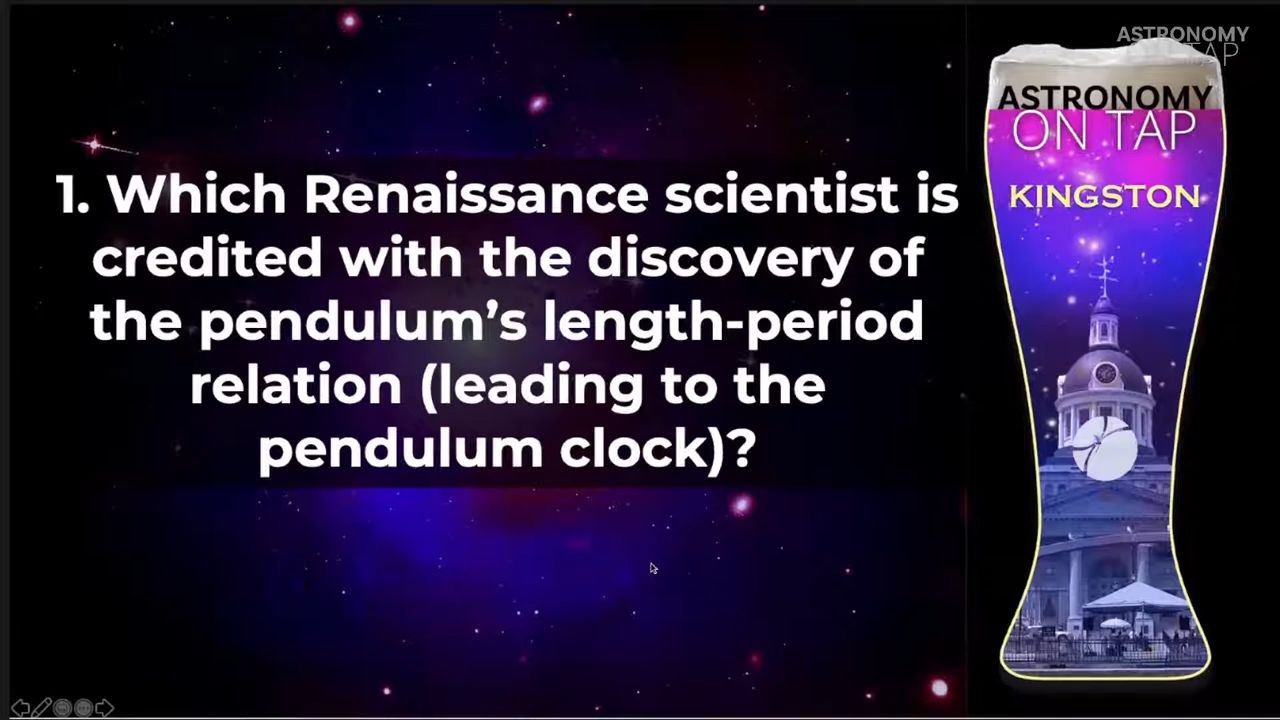 1. Which Renaissance scientist is
credited with the discovery of
the pendulum’s length-period
relation (leading to the
pendulum clock)?
ASTRONOMY
ON TAP
ASTRONOMY
ON TAP
KINGSTON